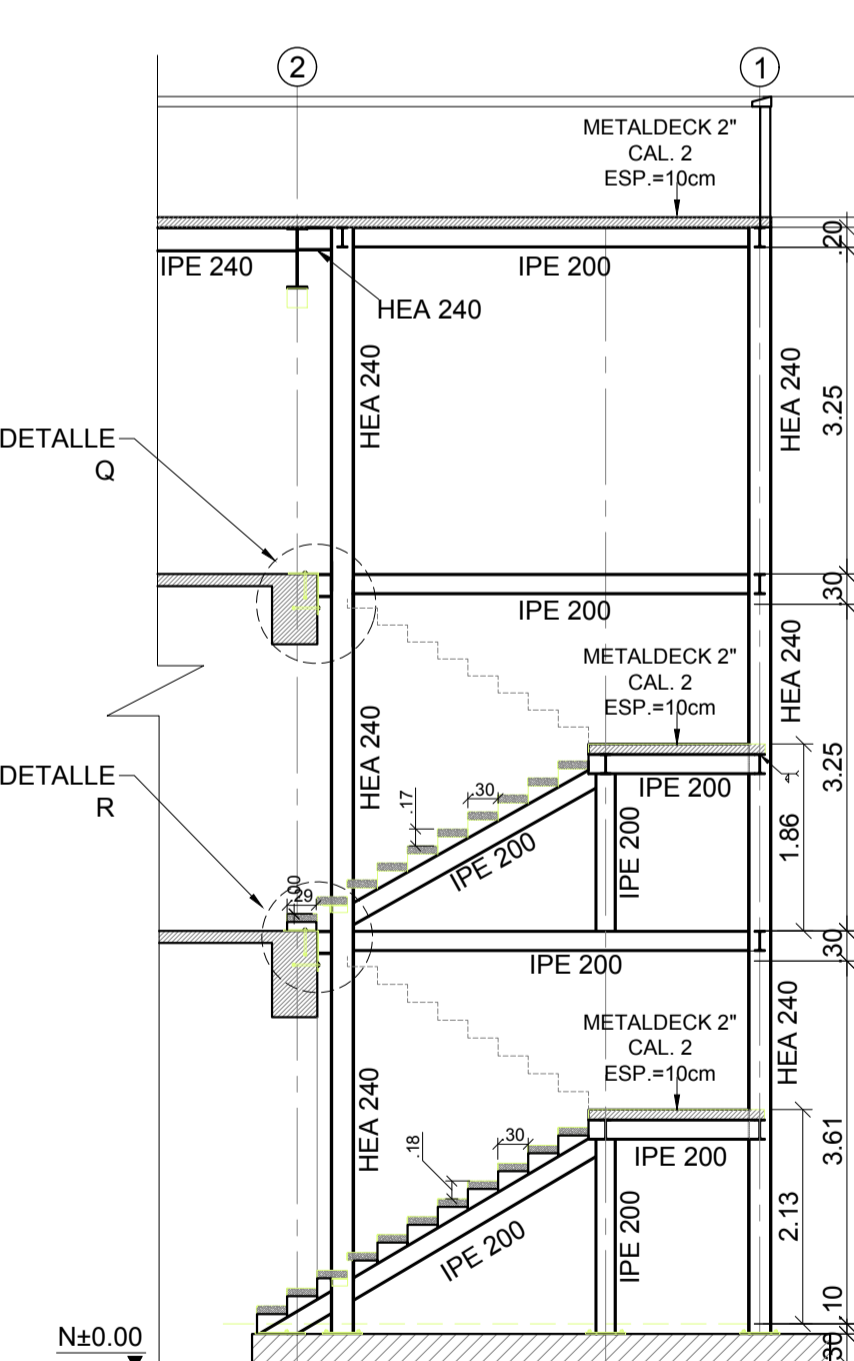 2
1
METALDECK 2"
CAL. 2
ESP.=10cm
.20
IPE 240
IPE 200
HEA 240
HEA 240
HEA 240
3.25
DETALLE
Q
.30
IPE 200
HEA 240
METALDECK 2"
CAL. 2
ESP.=10cm
HEA 240
3.25
DETALLE
R
.17
.30
IPE 200
IPE 200
IPE 200
1.86
.29
.30
IPE 200
HEA 240
METALDECK 2"
CAL. 2
ESP.=10cm
HEA 240
.18
.30
IPE 200
3.61
IPE 200
IPE 200
2.13
.10
N±0.00
.30